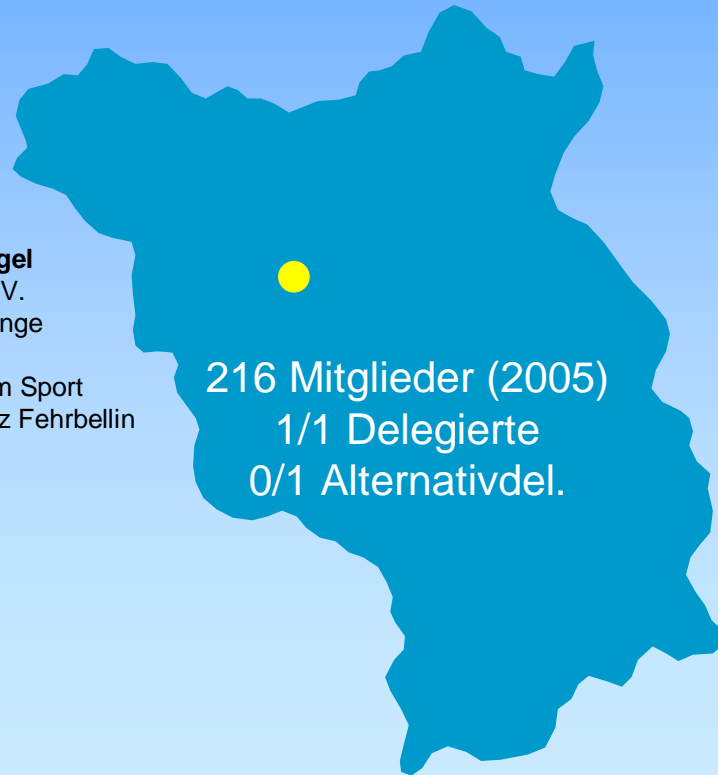 gel
V.
nge
m Sport
z Fehrbellin
216 Mitglieder (2005)
1/1 Delegierte
0/1 Alternativdel.